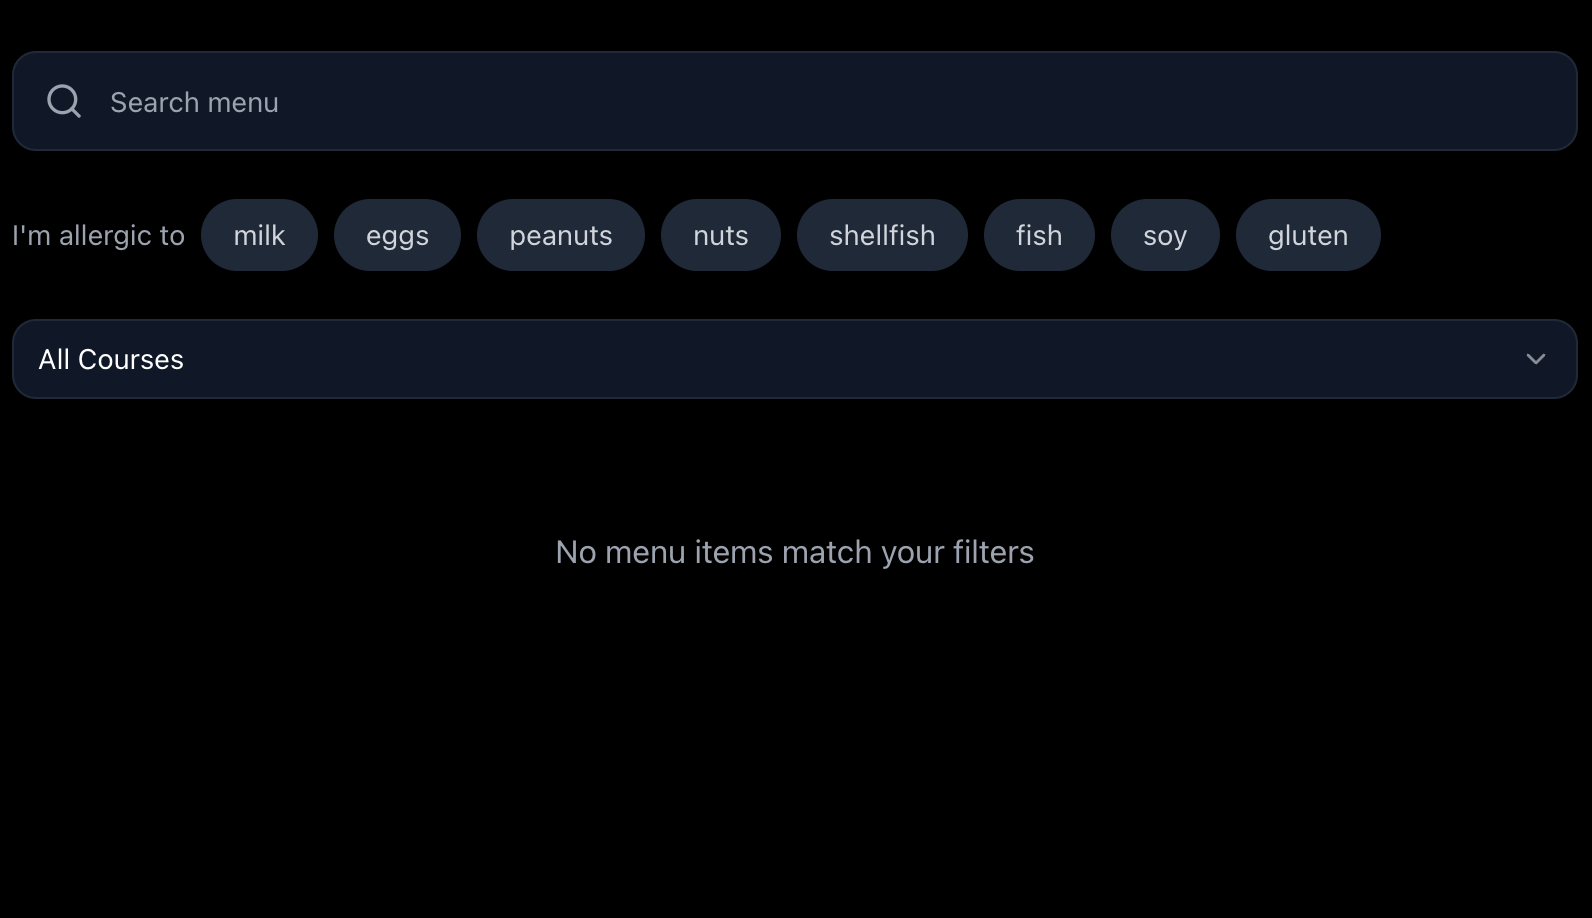 Search menu
I'm allergic to milk eggs peanuts nuts shellfish fish soy gluten
All Courses
No menu items match your filters